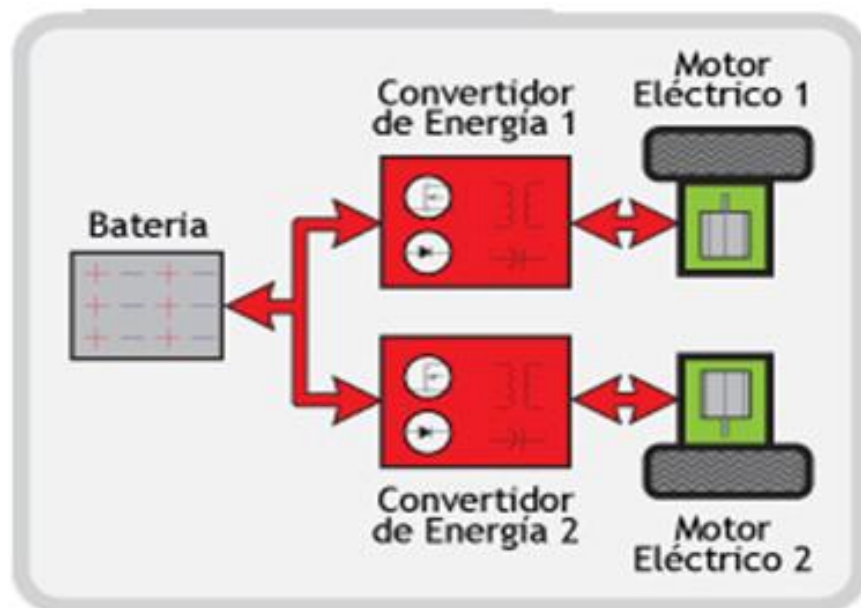 Convertidor
de Energía 1
Motor
Eléctrico 1
Bateria
Convertidor
de Energía 2
Motor
Eléctrico 2